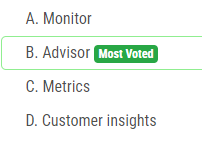 A. Monitor
B. Advisor Most Voted
C. Metrics
D. Customer insights